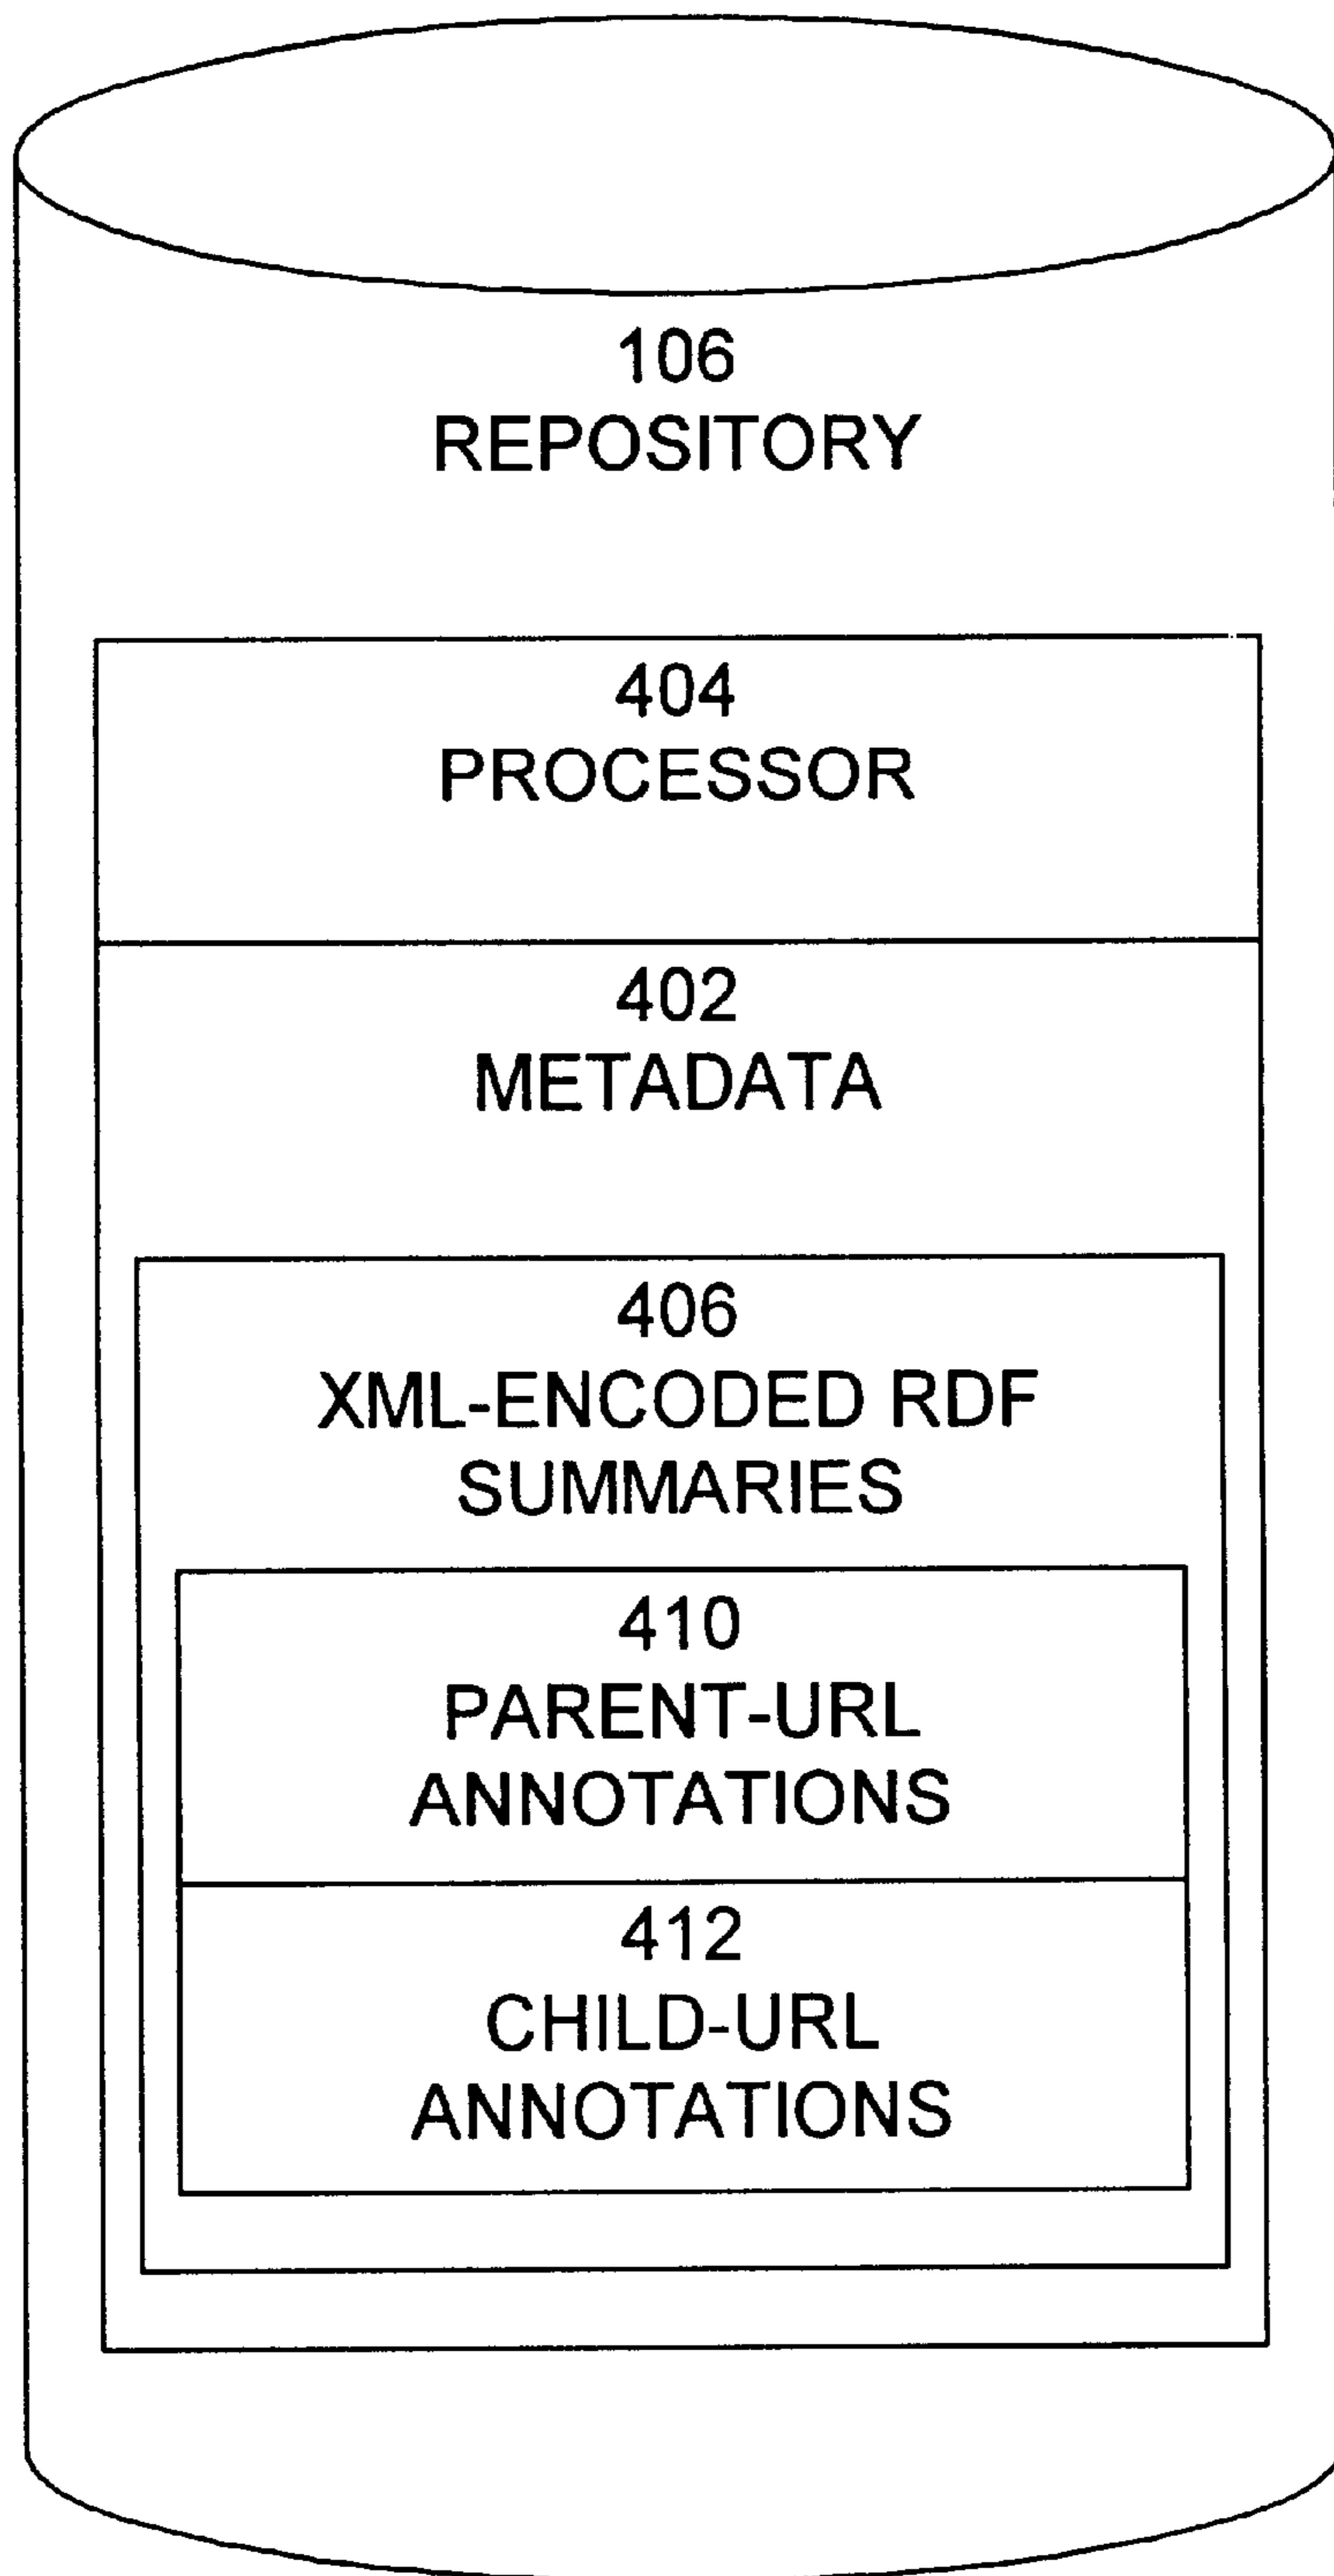 106
REPOSITORY
404
PROCESSOR
402
METADATA
406
XML-ENCODED RDF
SUMMARIES
410
PARENT-URL
ANNOTATIONS
412
CHILD-URL
ANNOTATIONS